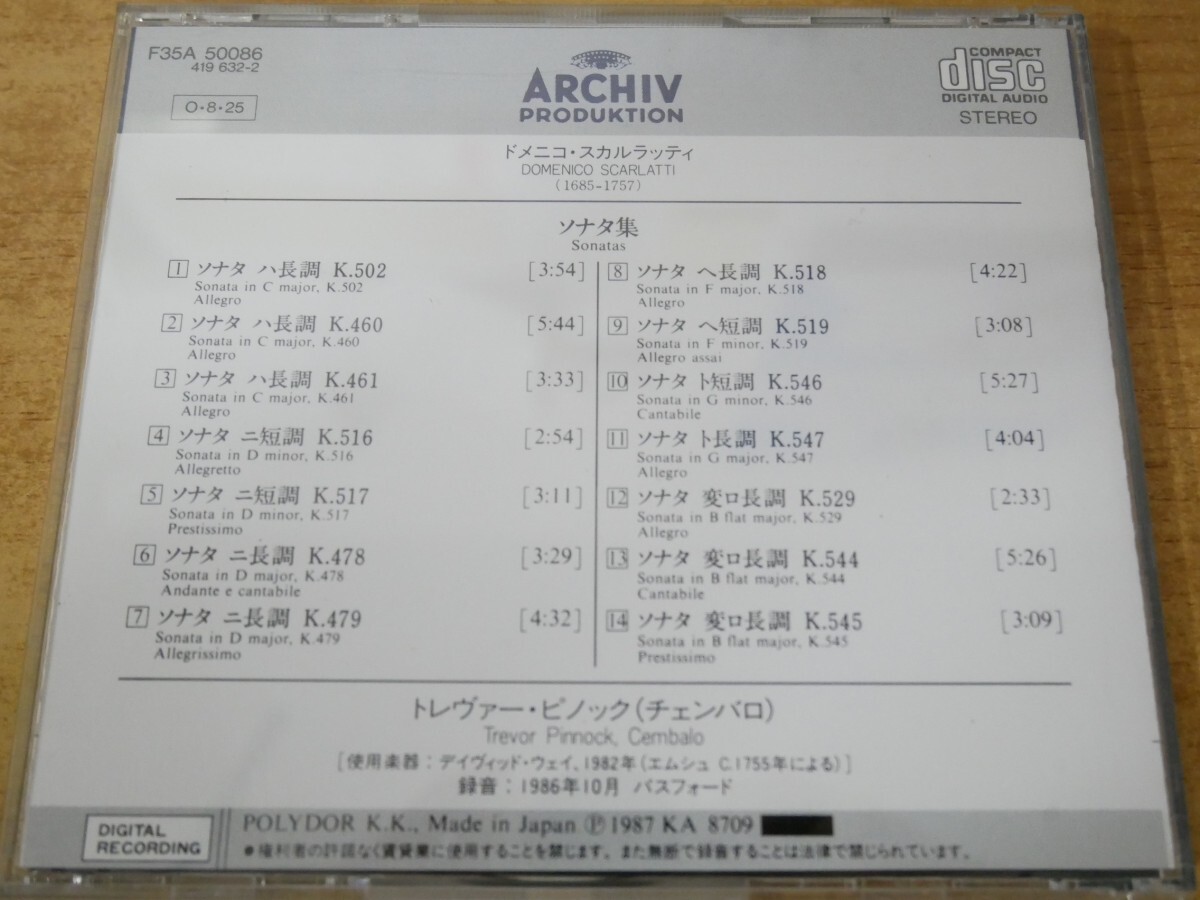 F35A 50086
419 632-2
O・8・25
ARCHIV
PRODUKTION
COMPACT
disc
DIGITAL AUDIO
STEREO
ドメニコ・スカルラッティ
DOMENICO SCARLATTI
(1685-1757)
ソナタ集
Sonatas
1 ソナタ ハ長調 K.502 [3:54]
Sonata in C major, K.502
Allegro
2 ソナタ ハ長調 K.460 [5:44]
Sonata in C major, K.460
Allegro
3 ソナタ ハ長調 K.461 [3:33]
Sonata in C major, K.461
Allegro
4 ソナタ ニ短調 K.516 [2:54]
Sonata in D minor, K.516
Allegretto
5 ソナタ ニ短調 K.517 [3:11]
Sonata in D minor, K.517
Prestissimo
6 ソナタ ニ長調 K.478 [3:29]
Sonata in D major, K.478
Andante e cantabile
7 ソナタ ニ長調 K.479 [4:32]
Sonata in D major, K.479
Allegrissimo
8 ソナタ ヘ長調 K.518 [4:22]
Sonata in F major, K.518
Allegro
9 ソナタ ヘ短調 K.519 [3:08]
Sonata in F minor, K.519
Allegro assai
10 ソナタ ト短調 K.546 [5:27]
Sonata in G minor, K.546
Cantabile
11 ソナタ ト長調 K.547 [4:04]
Sonata in G major, K.547
Allegro
12 ソナタ 変ロ長調 K.529 [2:33]
Sonata in B flat major, K.529
Allegro
13 ソナタ 変ロ長調 K.544 [5:26]
Sonata in B flat major, K.544
Cantabile
14 ソナタ 変ロ長調 K.545 [3:09]
Sonata in B flat major, K.545
Prestissimo
トレヴァー・ピノック(チェンバロ)
Trevor Pinnock, Cembalo
[使用楽器：デイヴィッド・ウェイ、1982年(エムシュ C.1755年による)]
録音：1986年10月 バスフォード
DIGITAL
RECORDING
POLYDOR K.K., Made in Japan Ⓟ1987 KA 8709
●権利者の許諾なく賃貸業に使用することを禁じます。また無断で録音することは法律で禁じられています。